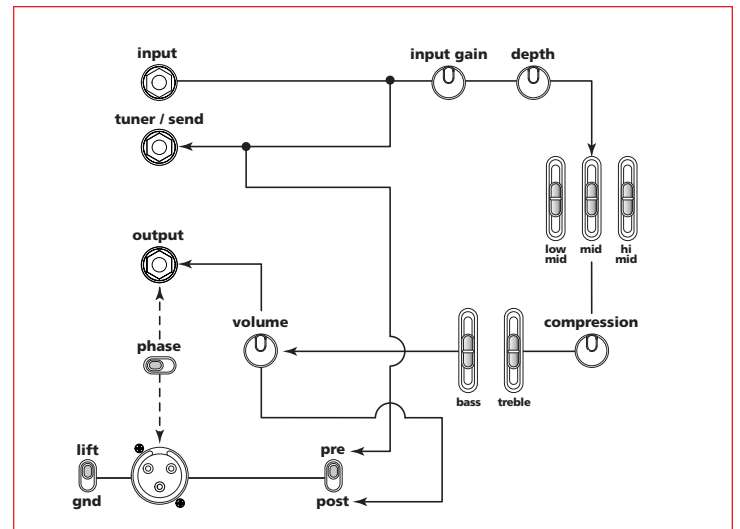 input
input gain
depth
tuner / send
low
mid
mid
hi
mid
output
volume
compression
phase
bass
treble
lift
pre
gnd
post